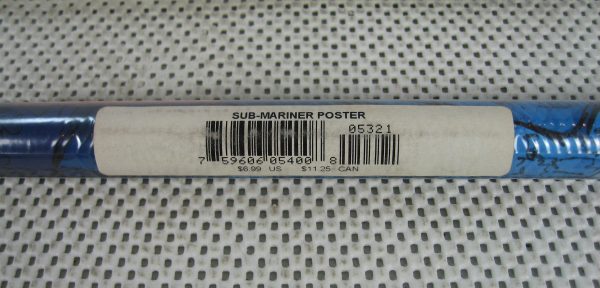 SUB-MARINER POSTER
05321
7 59606 05400 8
$6.99 US $11.25 CAN